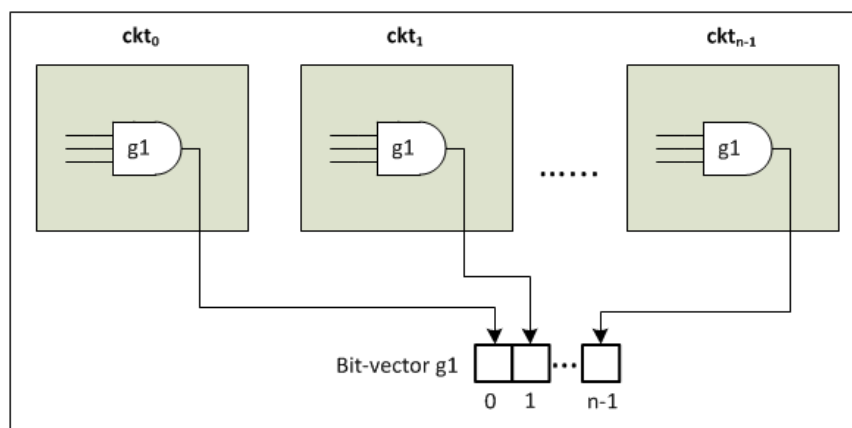 ckt₀ ckt₁ cktₙ₋₁
g1 g1 g1
......
Bit-vector g1 ...
0 1 n-1